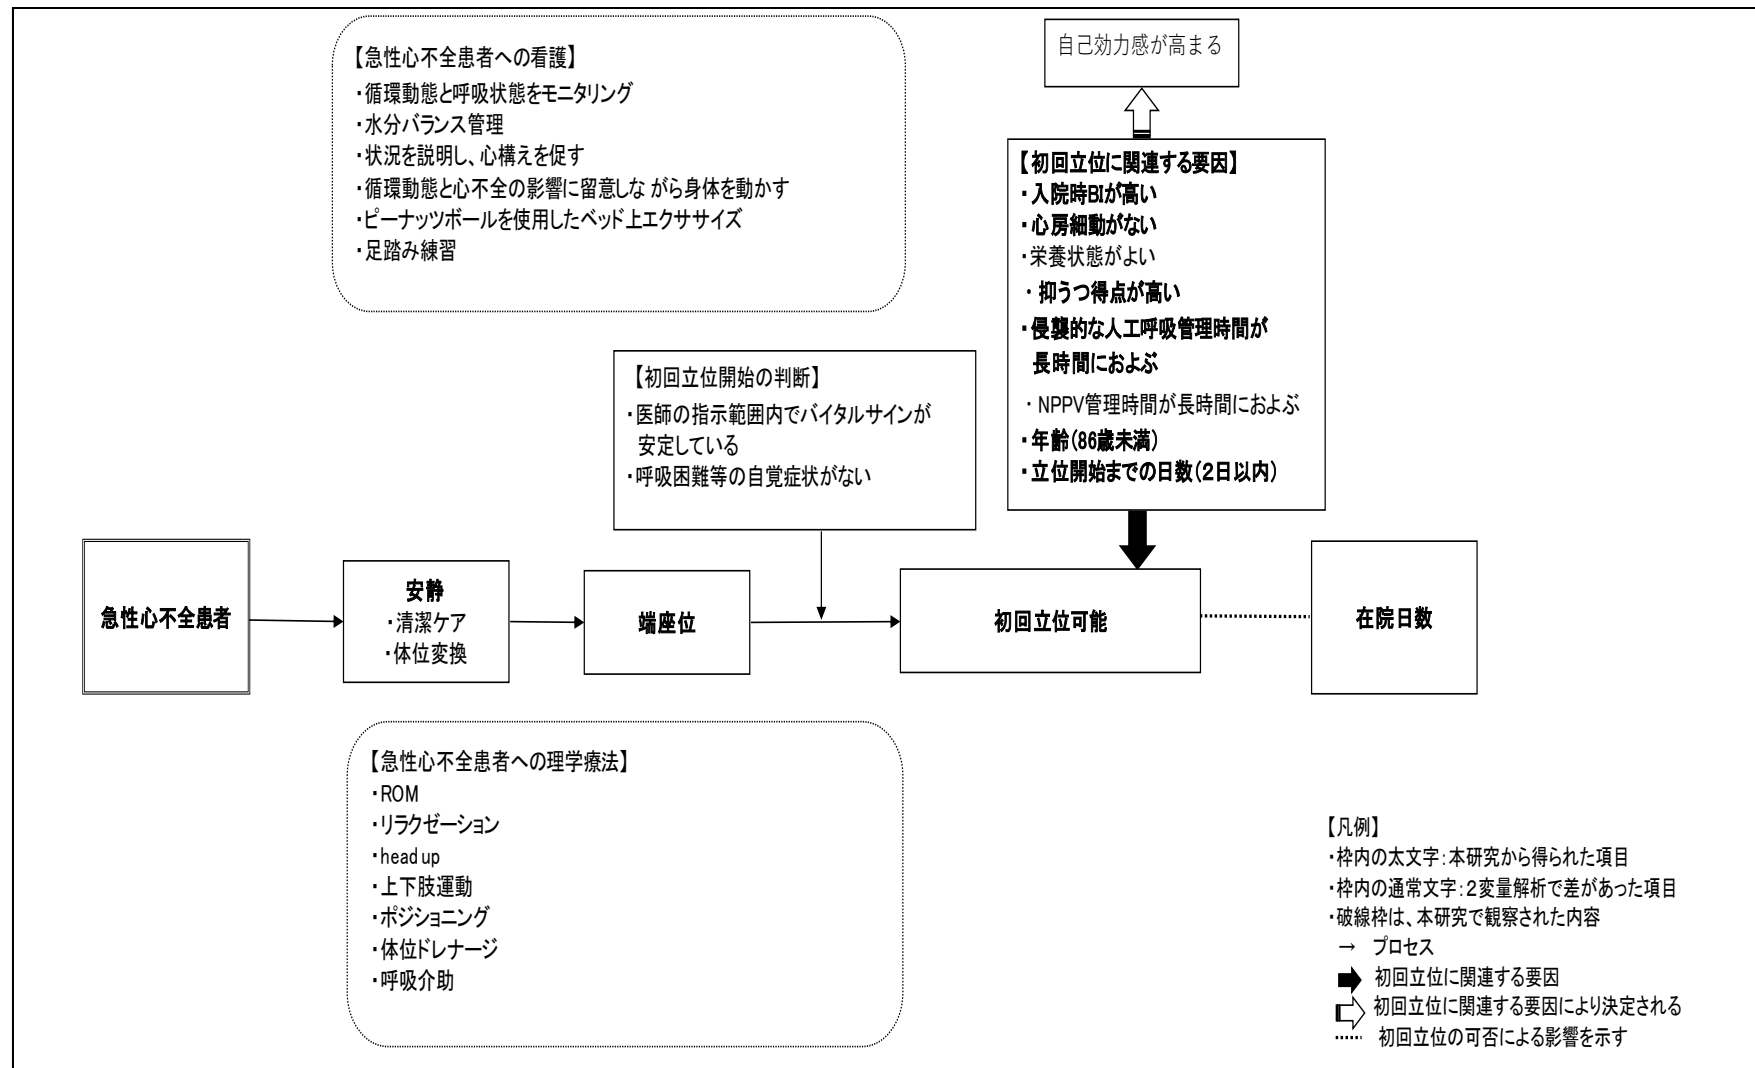 【急性心不全患者への看護】
・循環動態と呼吸状態をモニタリング
・水分バランス管理
・状況を説明し、心構えを促す
・循環動態と心不全の影響に留意しながら身体を動かす
・ピーナッツボールを使用したベッド上エクササイズ
・足踏み練習
自己効力感が高まる
【初回立位に関連する要因】
・入院時BIが高い
・心房細動がない
・栄養状態がよい
・抑うつ得点が高い
・侵襲的な人工呼吸管理時間が
長時間におよぶ
・NPPV管理時間が長時間におよぶ
・年齢(86歳未満)
・立位開始までの日数(2日以内)
【初回立位開始の判断】
・医師の指示範囲内でバイタルサインが
安定している
・呼吸困難等の自覚症状がない
急性心不全患者
安静
・清潔ケア
・体位変換
端座位
初回立位可能
在院日数
【急性心不全患者への理学療法】
・ROM
・リラクゼーション
・head up
・上下肢運動
・ポジショニング
・体位ドレナージ
・呼吸介助
【凡例】
・枠内の太文字:本研究から得られた項目
・枠内の通常文字:2変量解析で差があった項目
・破線枠は、本研究で観察された内容
→ プロセス
初回立位に関連する要因
初回立位に関連する要因により決定される
初回立位の可否による影響を示す